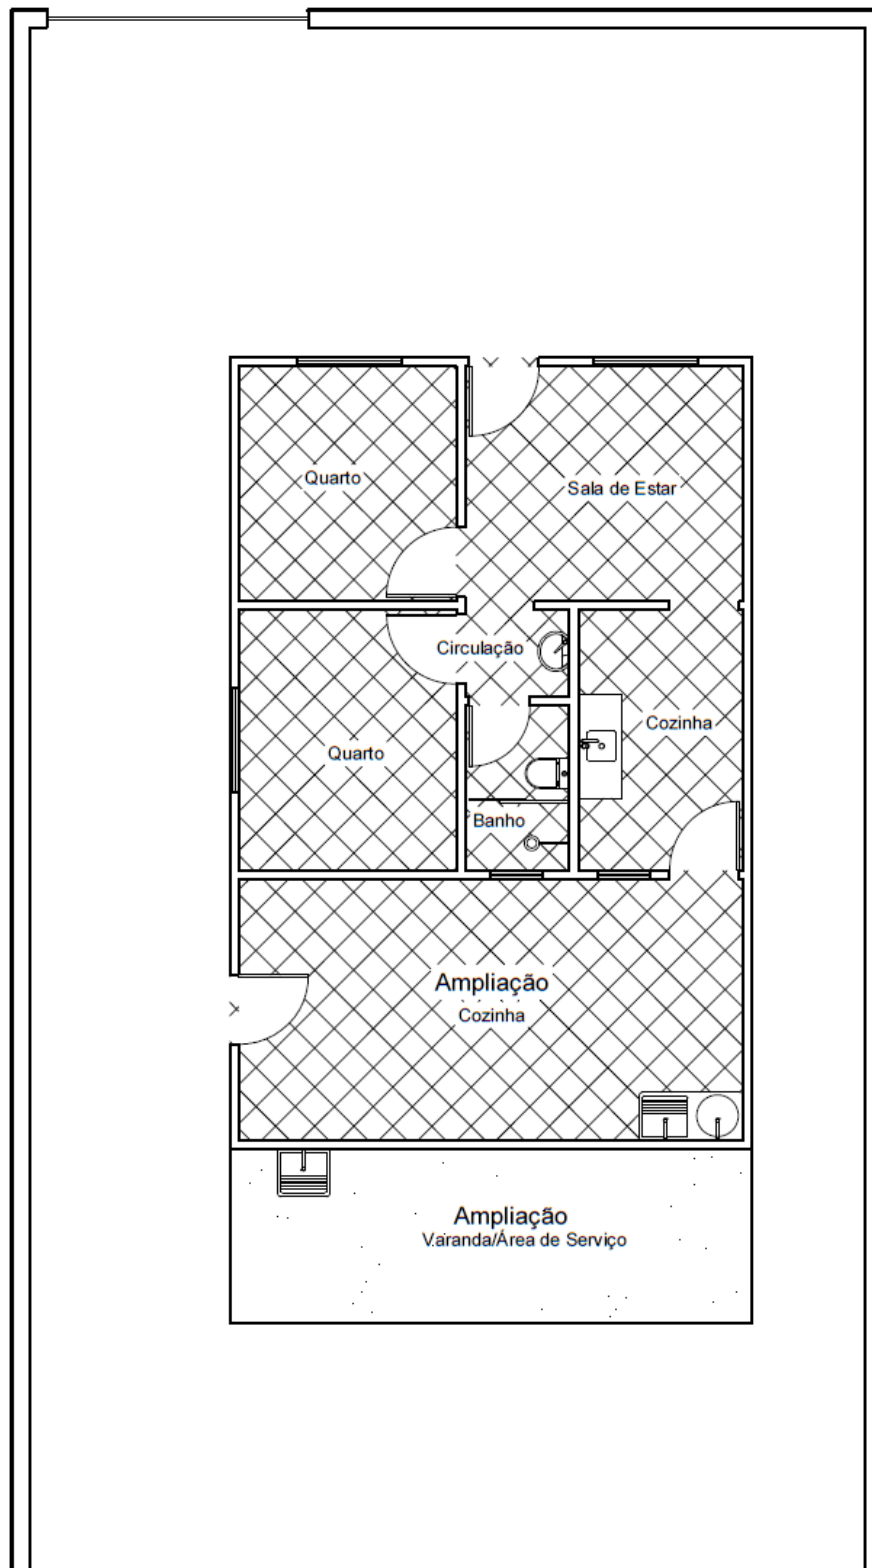 Quarto
Sala de Estar
Circulação
Cozinha
Quarto
Banho
Ampliação
Cozinha
Ampliação
Varanda/Área de Serviço